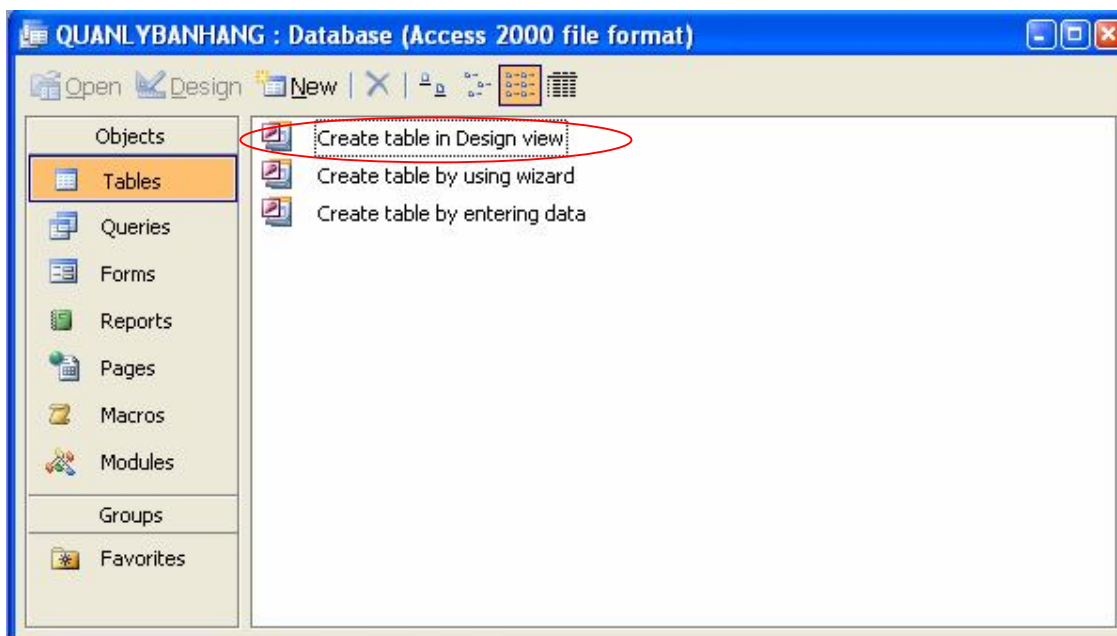 QUANLYBANHANG : Database (Access 2000 file format)
Open Design New
Objects
Tables
Queries
Forms
Reports
Pages
Macros
Modules
Groups
Favorites
Create table in Design view
Create table by using wizard
Create table by entering data